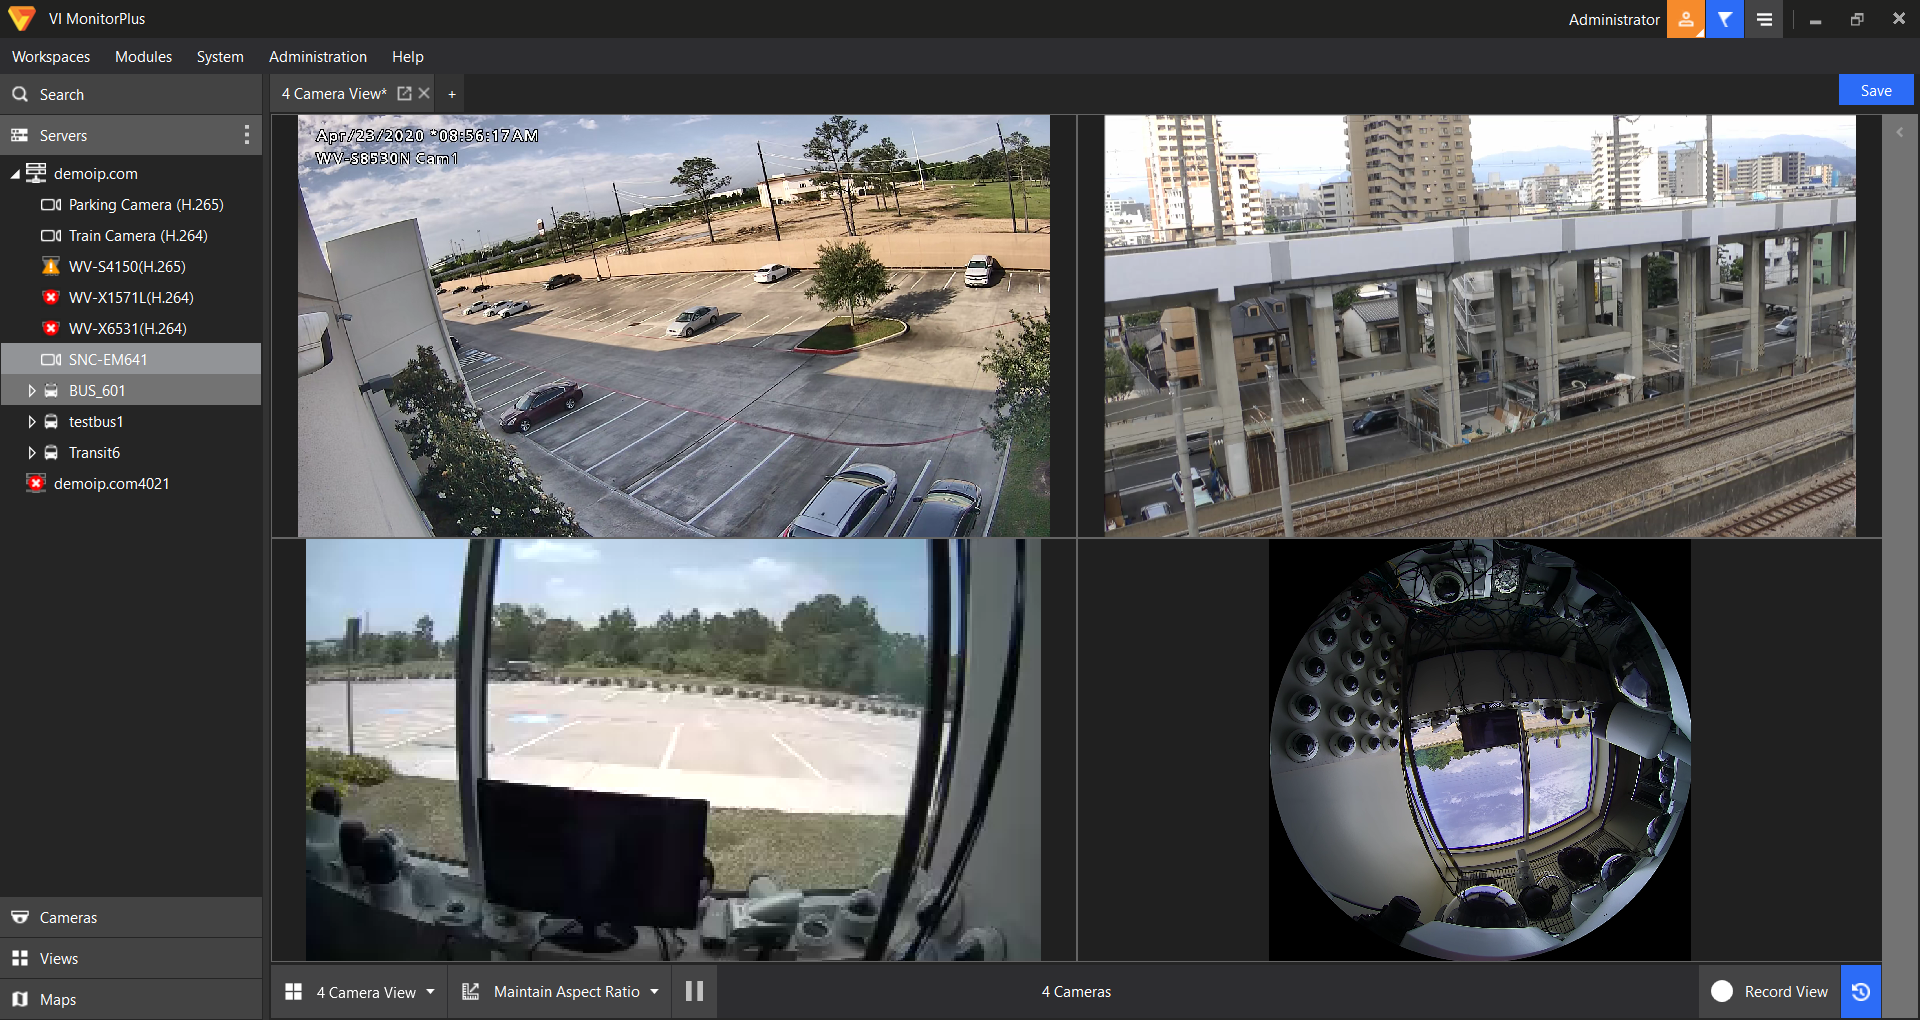 VI MonitorPlus
Administrator
Workspaces Modules System Administration Help
Search
4 Camera View* +
Save
Servers
demoip.com
Parking Camera (H.265)
Train Camera (H.264)
WV-S4150(H.265)
WV-X1571L(H.264)
WV-X6531(H.264)
SNC-EM641
BUS_601
testbus1
Transit6
demoip.com4021
Apr/23/2020 *08:56:17AM
WV-S8530N Cam1
Cameras
Views
Maps
4 Camera View
Maintain Aspect Ratio
4 Cameras
Record View